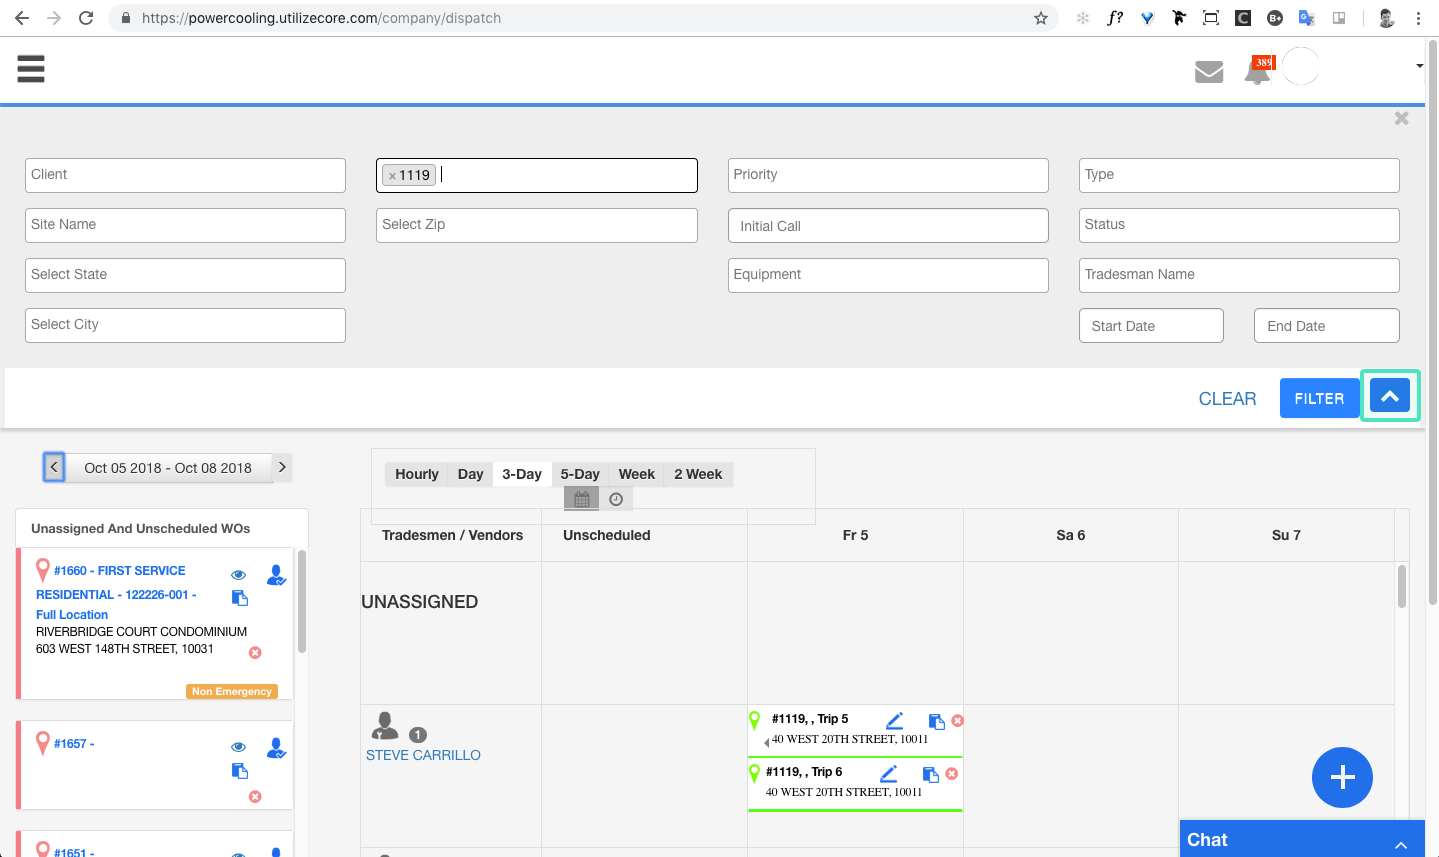 https://powercooling.utilizecore.com/company/dispatch
f?
C
B+
389
Client
× 1119
Priority
Type
Site Name
Select Zip
Initial Call
Status
Select State
Equipment
Tradesman Name
Select City
Start Date
End Date
CLEAR
FILTER
< Oct 05 2018 - Oct 08 2018 >
Hourly Day 3-Day 5-Day Week 2 Week
Unassigned And Unscheduled WOs
Tradesmen / Vendors Unscheduled Fr 5 Sa 6 Su 7
#1660 - FIRST SERVICE
RESIDENTIAL - 122226-001 -
Full Location
RIVERBRIDGE COURT CONDOMINIUM
603 WEST 148TH STREET, 10031
Non Emergency
#1657 -
#1651 -
UNASSIGNED
1
STEVE CARRILLO
#1119, , Trip 5
40 WEST 20TH STREET, 10011
#1119, , Trip 6
40 WEST 20TH STREET, 10011
Chat